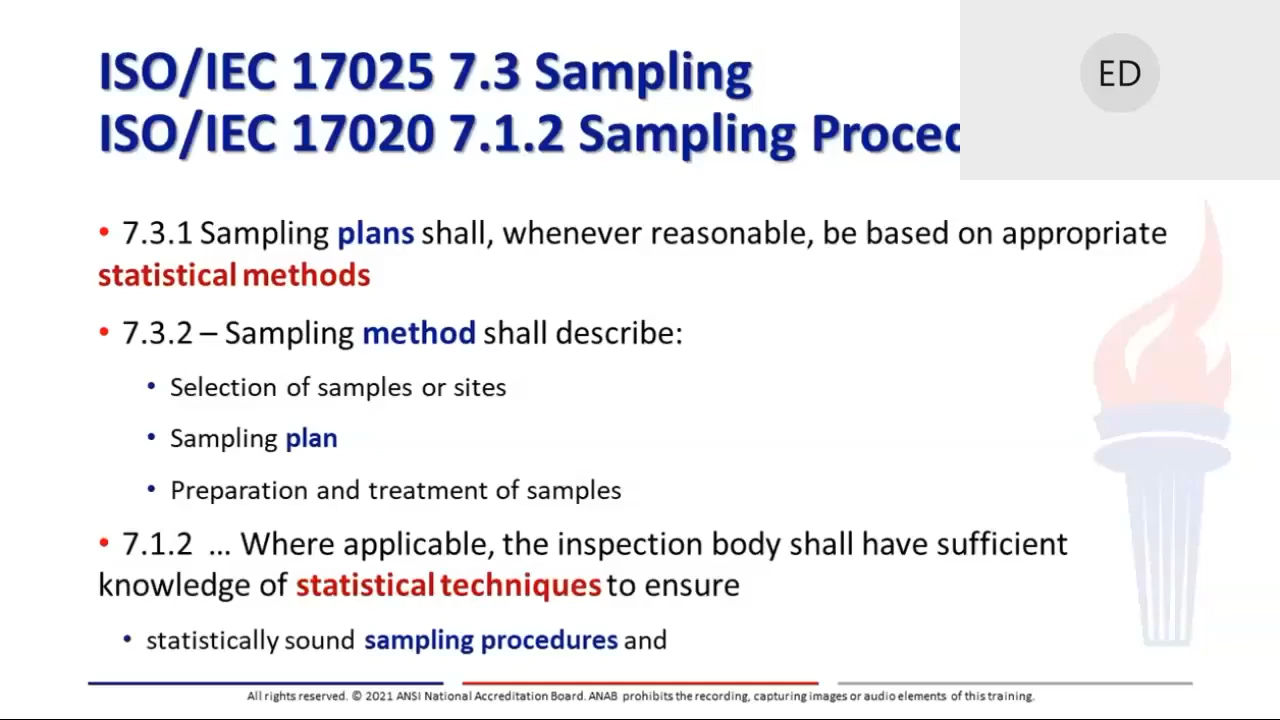 ISO/IEC 17025 7.3 Sampling
ED
ISO/IEC 17020 7.1.2 Sampling Proced
• 7.3.1 Sampling plans shall, whenever reasonable, be based on appropriate
statistical methods
• 7.3.2 – Sampling method shall describe:
• Selection of samples or sites
• Sampling plan
• Preparation and treatment of samples
• 7.1.2 ... Where applicable, the inspection body shall have sufficient
knowledge of statistical techniques to ensure
• statistically sound sampling procedures and
All rights reserved. © 2021 ANSI National Accreditation Board. ANAB prohibits the recording, capturing images or audio elements of this training.